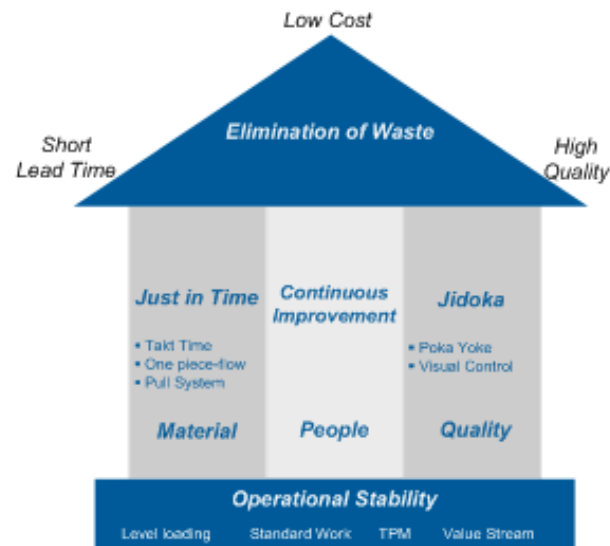 Low Cost
Elimination of Waste
Short
Lead Time
High
Quality
Just in Time
▪ Takt Time
▪ One piece-flow
▪ Pull System
Material
Continuous
Improvement
People
Jidoka
▪ Poka Yoke
▪ Visual Control
Quality
Operational Stability
Level loading Standard Work TPM Value Stream